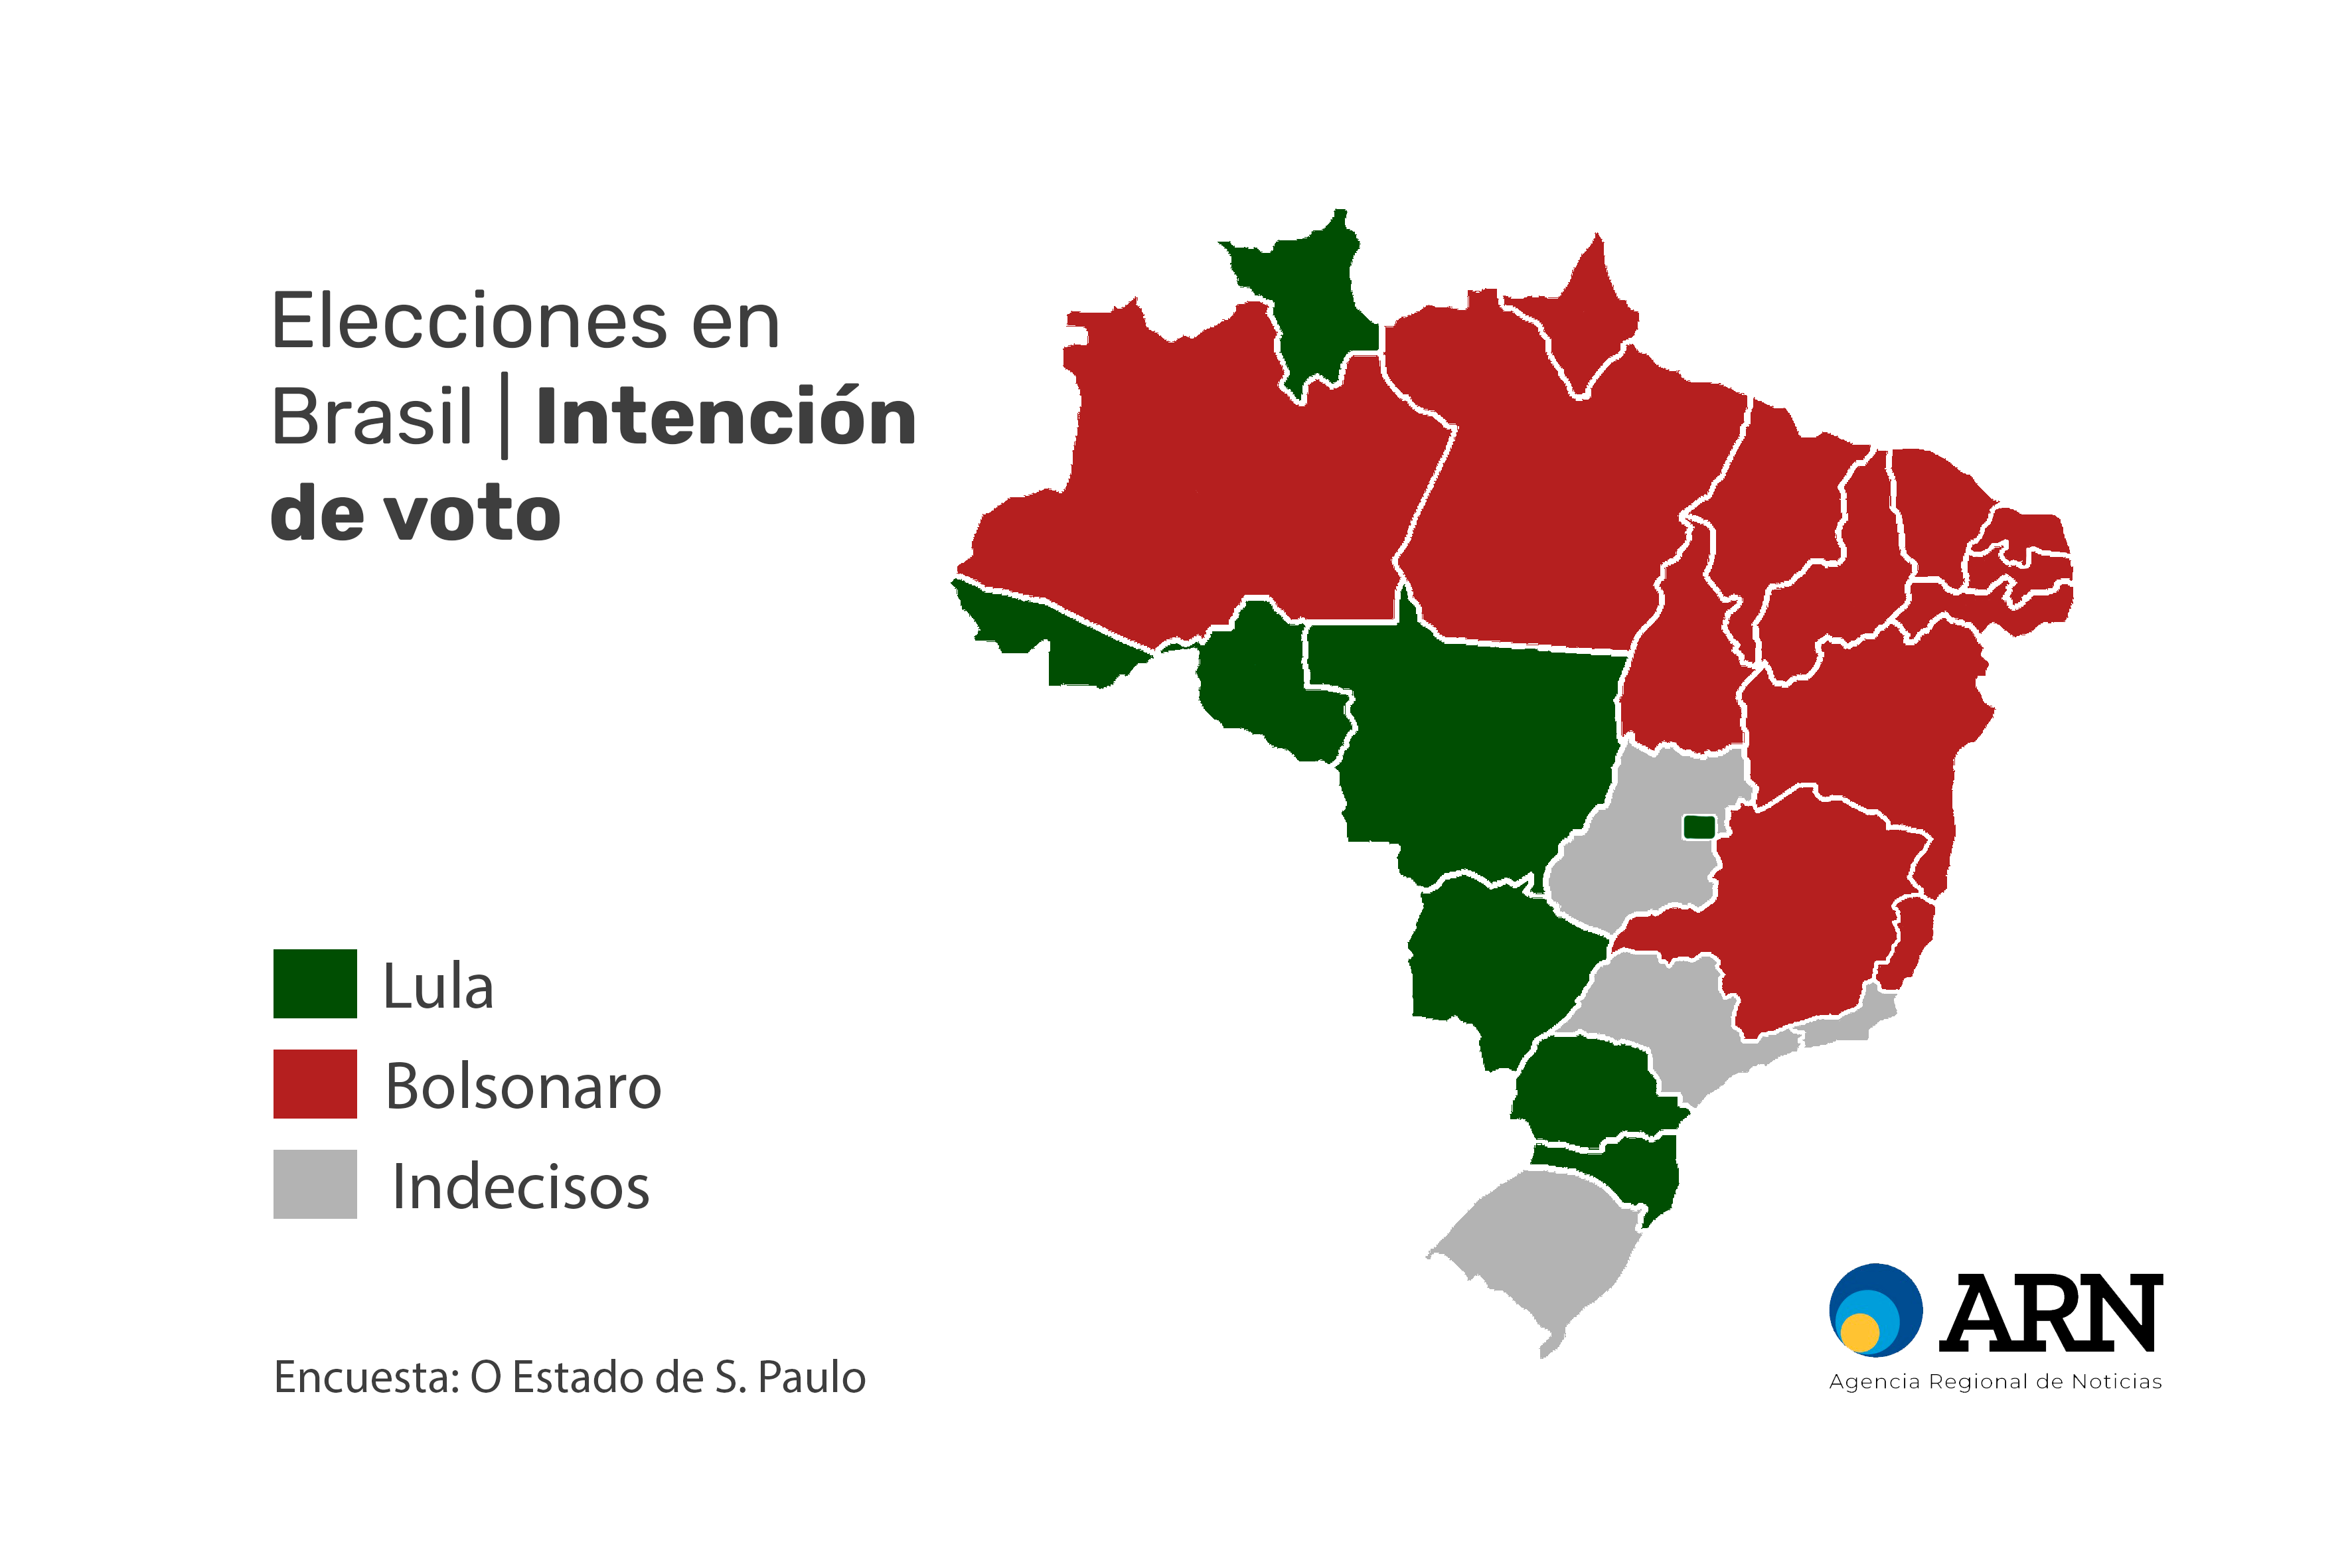 Elecciones en
Brasil | Intención
de voto
Lula
Bolsonaro
Indecisos
Encuesta: O Estado de S. Paulo
ARN
Agencia Regional de Noticias